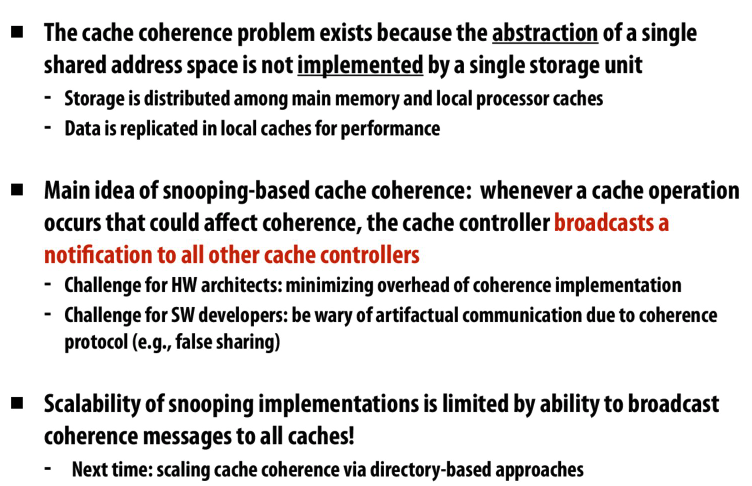 ■ The cache coherence problem exists because the abstraction of a single
shared address space is not implemented by a single storage unit
- Storage is distributed among main memory and local processor caches
- Data is replicated in local caches for performance
■ Main idea of snooping-based cache coherence: whenever a cache operation
occurs that could affect coherence, the cache controller broadcasts a
notification to all other cache controllers
- Challenge for HW architects: minimizing overhead of coherence implementation
- Challenge for SW developers: be wary of artifactual communication due to coherence
protocol (e.g., false sharing)
■ Scalability of snooping implementations is limited by ability to broadcast
coherence messages to all caches!
- Next time: scaling cache coherence via directory-based approaches